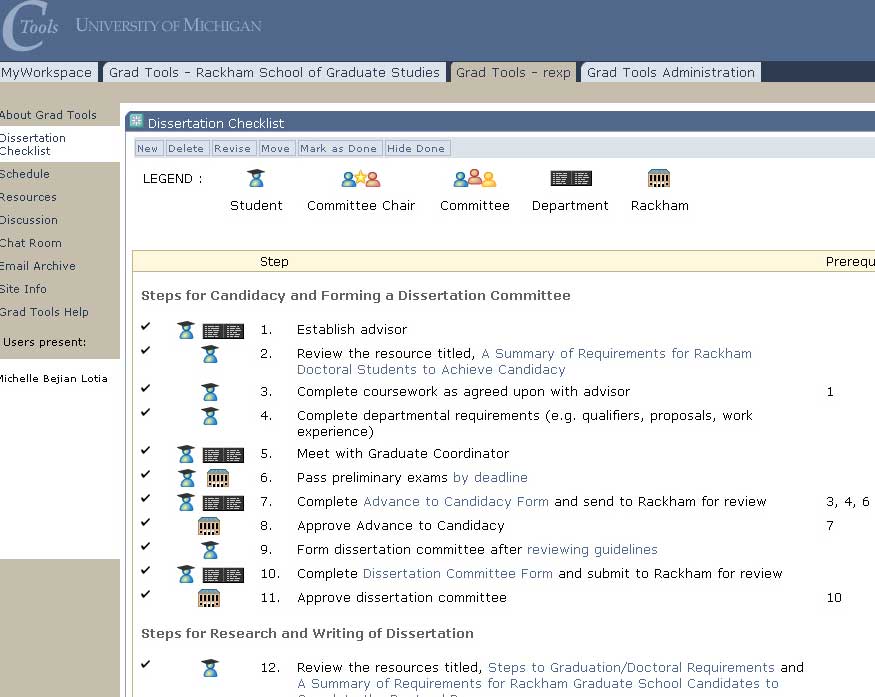 CTools UNIVERSITY OF MICHIGAN
MyWorkspace Grad Tools - Rackham School of Graduate Studies Grad Tools - rexp Grad Tools Administration
About Grad Tools
Dissertation
Checklist
Schedule
Resources
Discussion
Chat Room
Email Archive
Site Info
Grad Tools Help
Users present:
Michelle Bejian Lotia
Dissertation Checklist
New Delete Revise Move Mark as Done Hide Done
LEGEND :
Student Committee Chair Committee Department Rackham
Step Prerequ
Steps for Candidacy and Forming a Dissertation Committee
1. Establish advisor
2. Review the resource titled, A Summary of Requirements for Rackham
Doctoral Students to Achieve Candidacy
3. Complete coursework as agreed upon with advisor 1
4. Complete departmental requirements (e.g. qualifiers, proposals, work
experience)
5. Meet with Graduate Coordinator
6. Pass preliminary exams by deadline
7. Complete Advance to Candidacy Form and send to Rackham for review 3, 4, 6
8. Approve Advance to Candidacy 7
9. Form dissertation committee after reviewing guidelines
10. Complete Dissertation Committee Form and submit to Rackham for review
11. Approve dissertation committee 10
Steps for Research and Writing of Dissertation
12. Review the resources titled, Steps to Graduation/Doctoral Requirements and
A Summary of Requirements for Rackham Graduate School Candidates to